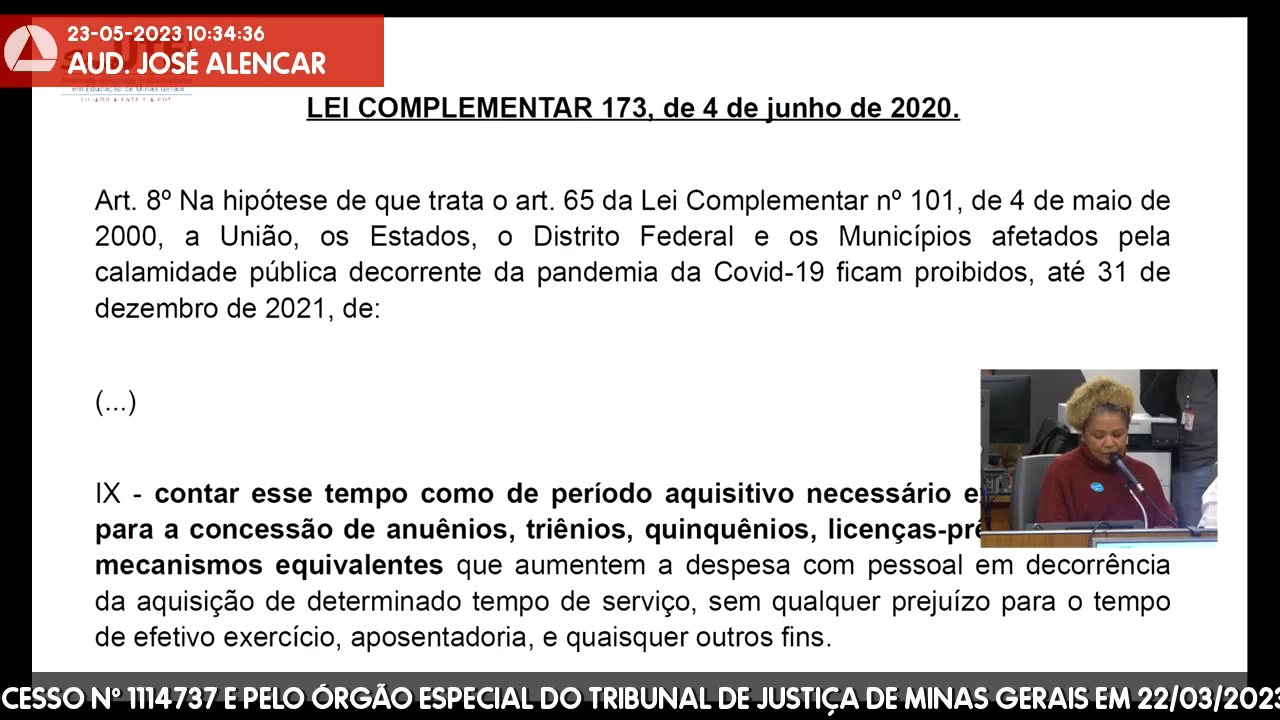 23-05-2023 10:34:36
AUD. JOSÉ ALENCAR
em Educação de Minas Gerais
LEI COMPLEMENTAR 173, de 4 de junho de 2020.
Art. 8º Na hipótese de que trata o art. 65 da Lei Complementar nº 101, de 4 de maio de
2000, a União, os Estados, o Distrito Federal e os Municípios afetados pela
calamidade pública decorrente da pandemia da Covid-19 ficam proibidos, até 31 de
dezembro de 2021, de:
(...)
IX - contar esse tempo como de período aquisitivo necessário e
para a concessão de anuênios, triênios, quinquênios, licenças-prê
mecanismos equivalentes que aumentem a despesa com pessoal em decorrência
da aquisição de determinado tempo de serviço, sem qualquer prejuízo para o tempo
de efetivo exercício, aposentadoria, e quaisquer outros fins.
CESSO Nº 1114737 E PELO ÓRGÃO ESPECIAL DO TRIBUNAL DE JUSTIÇA DE MINAS GERAIS EM 22/03/2023